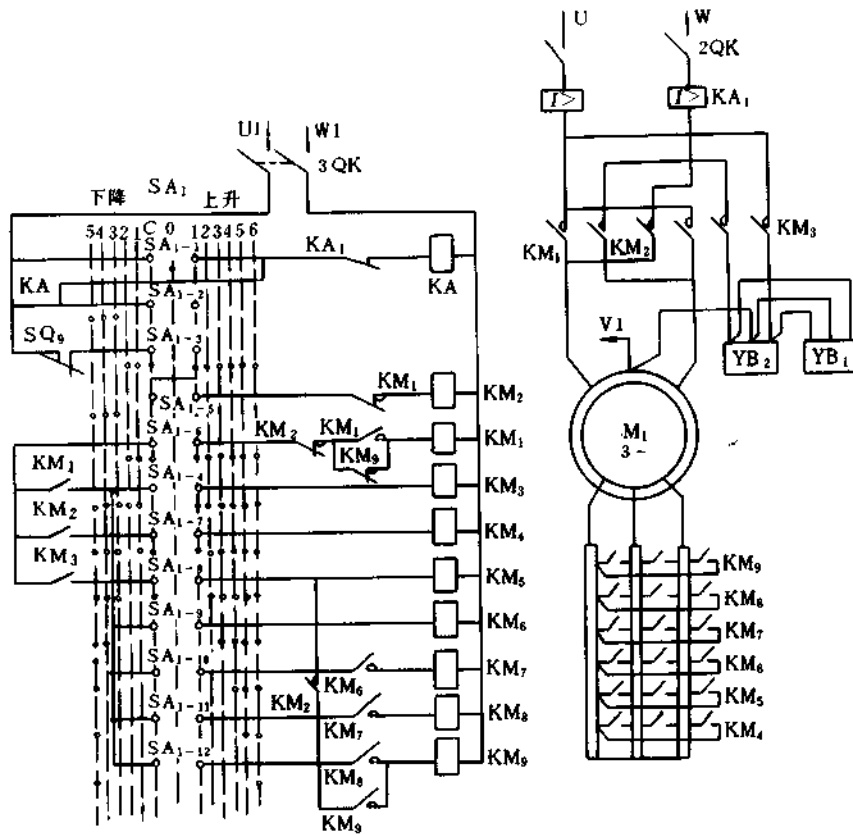 U W
2QK
I> I> KA1
U1 W1
3QK
SA1
下降 上升
5 4 3 2 1 C 0 1 2 3 4 5 6
SA1-1 KA1
KA
KA SA1-2
SQ9 SA1-3
SA1-5 KM1 KM2
SA1-6 KM2 KM1 KM1
KM9
KM1 SA1-4 KM3
KM2 SA1-7 KM4
KM3 SA1-8 KM5
SA1-9 KM6
SA1-10 KM6 KM7
SA1-11 KM2 KM7 KM8
SA1-12 KM8 KM9
KM9
KM1 KM2 KM3
V1
YB2 YB1
M1
3~
KM9
KM8
KM7
KM6
KM5
KM4